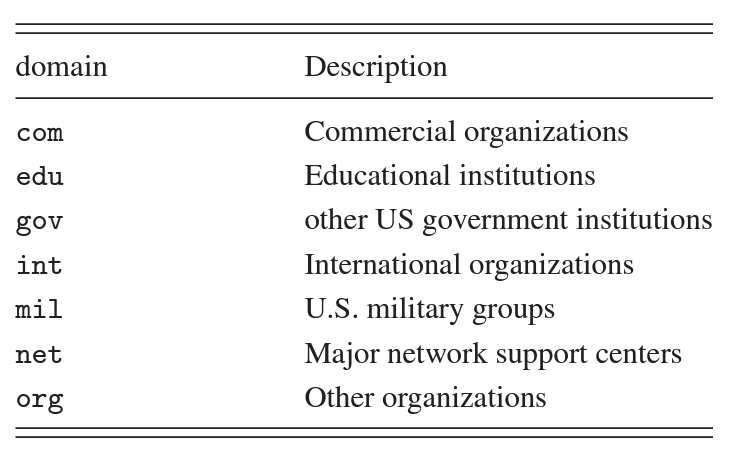 domain Description
com Commercial organizations
edu Educational institutions
gov other US government institutions
int International organizations
mil U.S. military groups
net Major network support centers
org Other organizations